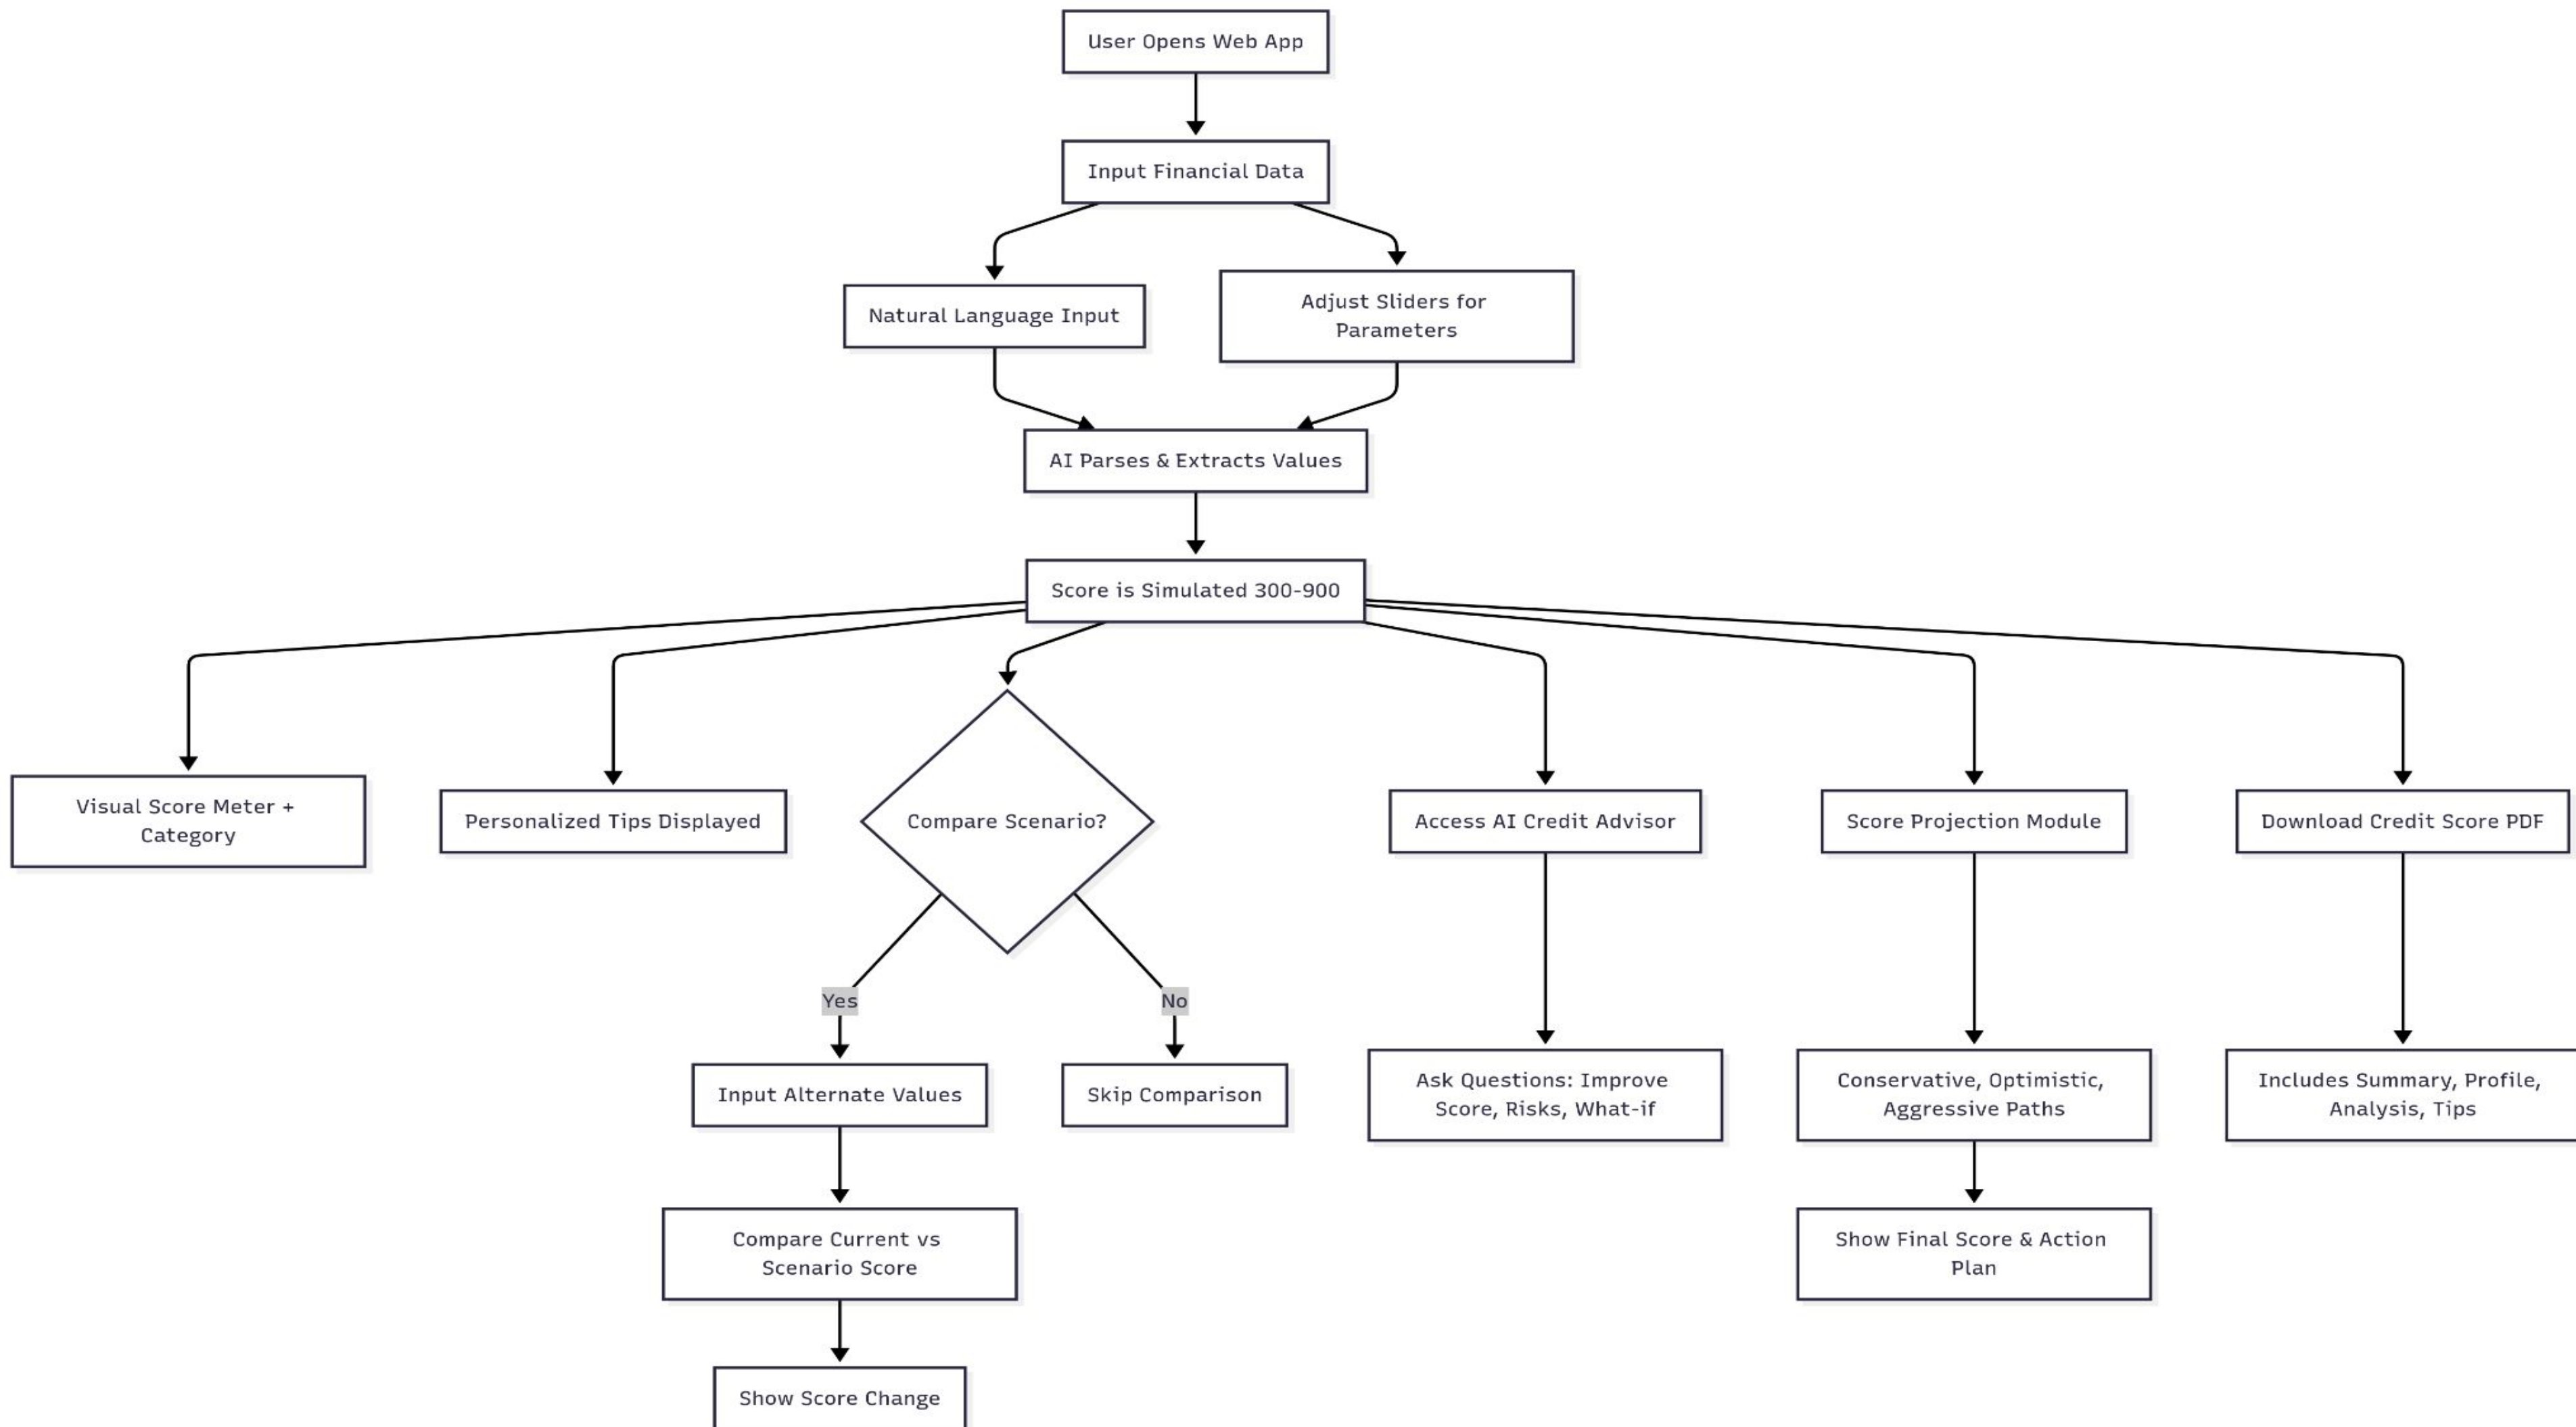 User Opens Web App
Input Financial Data
Natural Language Input
Adjust Sliders for
Parameters
AI Parses & Extracts Values
Score is Simulated 300-900
Visual Score Meter +
Category
Personalized Tips Displayed
Compare Scenario?
Access AI Credit Advisor
Score Projection Module
Download Credit Score PDF
Yes
No
Input Alternate Values
Skip Comparison
Ask Questions: Improve
Score, Risks, What-if
Conservative, Optimistic,
Aggressive Paths
Includes Summary, Profile,
Analysis, Tips
Compare Current vs
Scenario Score
Show Final Score & Action
Plan
Show Score Change